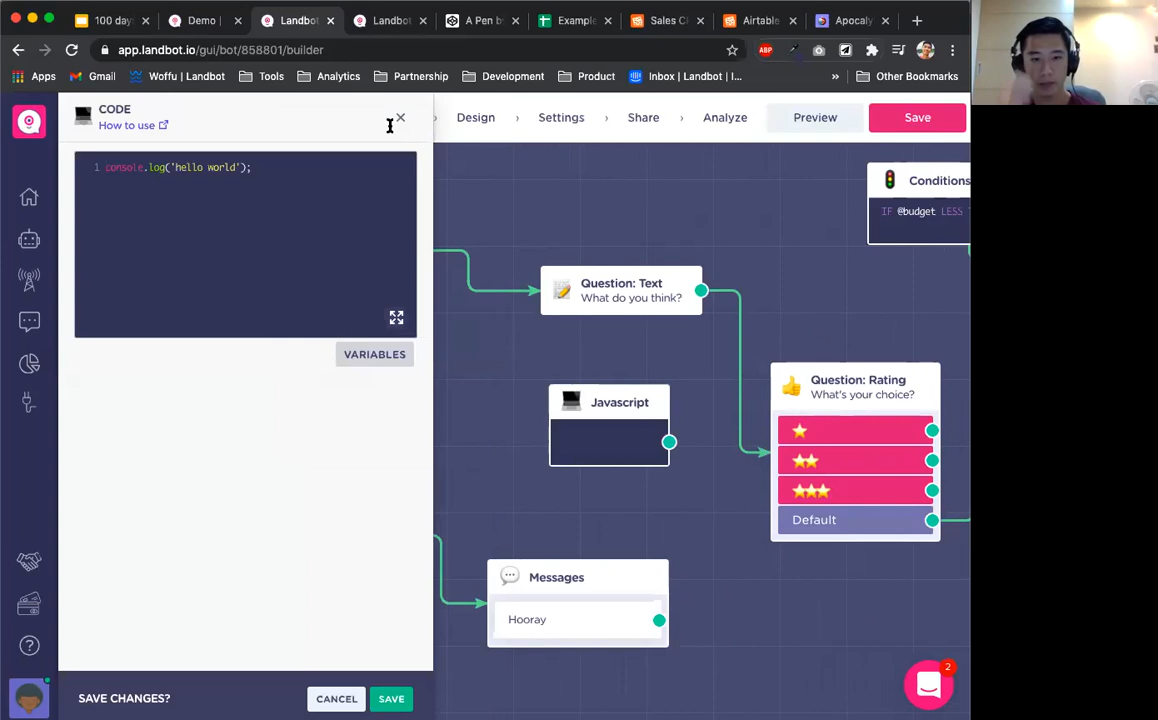 100 day
Demo |
Landbot
Landbot
A Pen by
Example
Sales Cl
Airtable
Apocaly
app.landbot.io/gui/bot/858801/builder
ABP
Apps
Gmail
Woffu | Landbot
Tools
Analytics
Partnership
Development
Product
Inbox | Landbot | I...
»
Other Bookmarks
CODE
How to use
Design
Settings
Share
Analyze
Preview
Save
1 console.log('hello world');
VARIABLES
Conditions
IF @budget LESS
Question: Text
What do you think?
Javascript
Question: Rating
What's your choice?
Default
Messages
Hooray
2
SAVE CHANGES?
CANCEL
SAVE